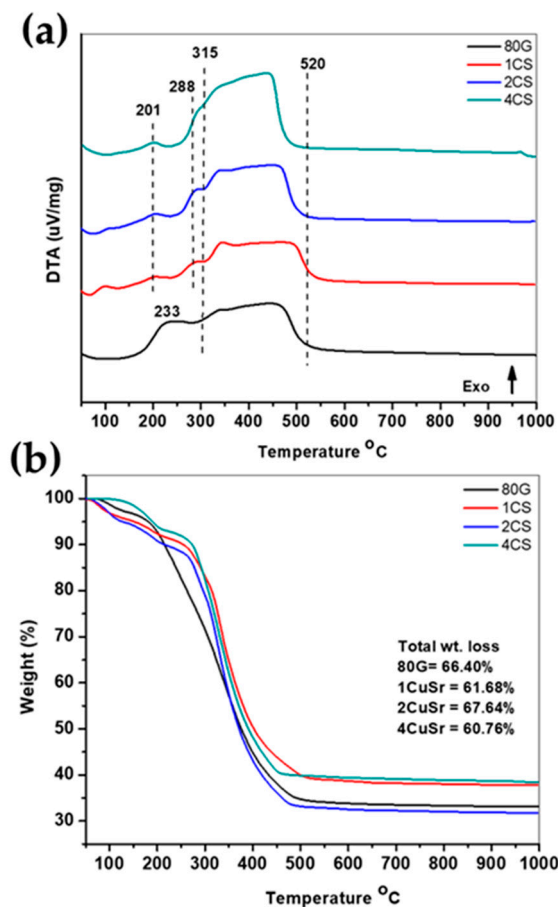 (a)
80G
1CS
2CS
4CS
315
520
288
201
233
DTA (uV/mg)
Exo
100 200 300 400 500 600 700 800 900 1000
Temperature °C
(b)
100
90
80
70
60
50
40
30
80G
1CS
2CS
4CS
Weight (%)
Total wt. loss
80G= 66.40%
1CuSr = 61.68%
2CuSr = 67.64%
4CuSr = 60.76%
100 200 300 400 500 600 700 800 900 1000
Temperature °C